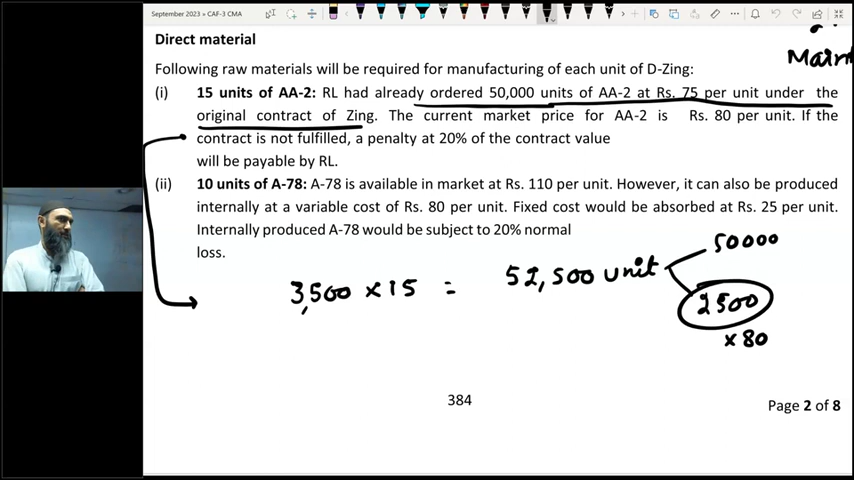 September 2023 » CAF-3 CMA
Direct material
Following raw materials will be required for manufacturing of each unit of D-Zing:
(i) 15 units of AA-2: RL had already ordered 50,000 units of AA-2 at Rs. 75 per unit under the
original contract of Zing. The current market price for AA-2 is Rs. 80 per unit. If the
contract is not fulfilled, a penalty at 20% of the contract value
will be payable by RL.
(ii) 10 units of A-78: A-78 is available in market at Rs. 110 per unit. However, it can also be produced
internally at a variable cost of Rs. 80 per unit. Fixed cost would be absorbed at Rs. 25 per unit.
Internally produced A-78 would be subject to 20% normal
loss.
50000
3,500 × 15 = 52,500 unit
2500
× 80
384
Page 2 of 8